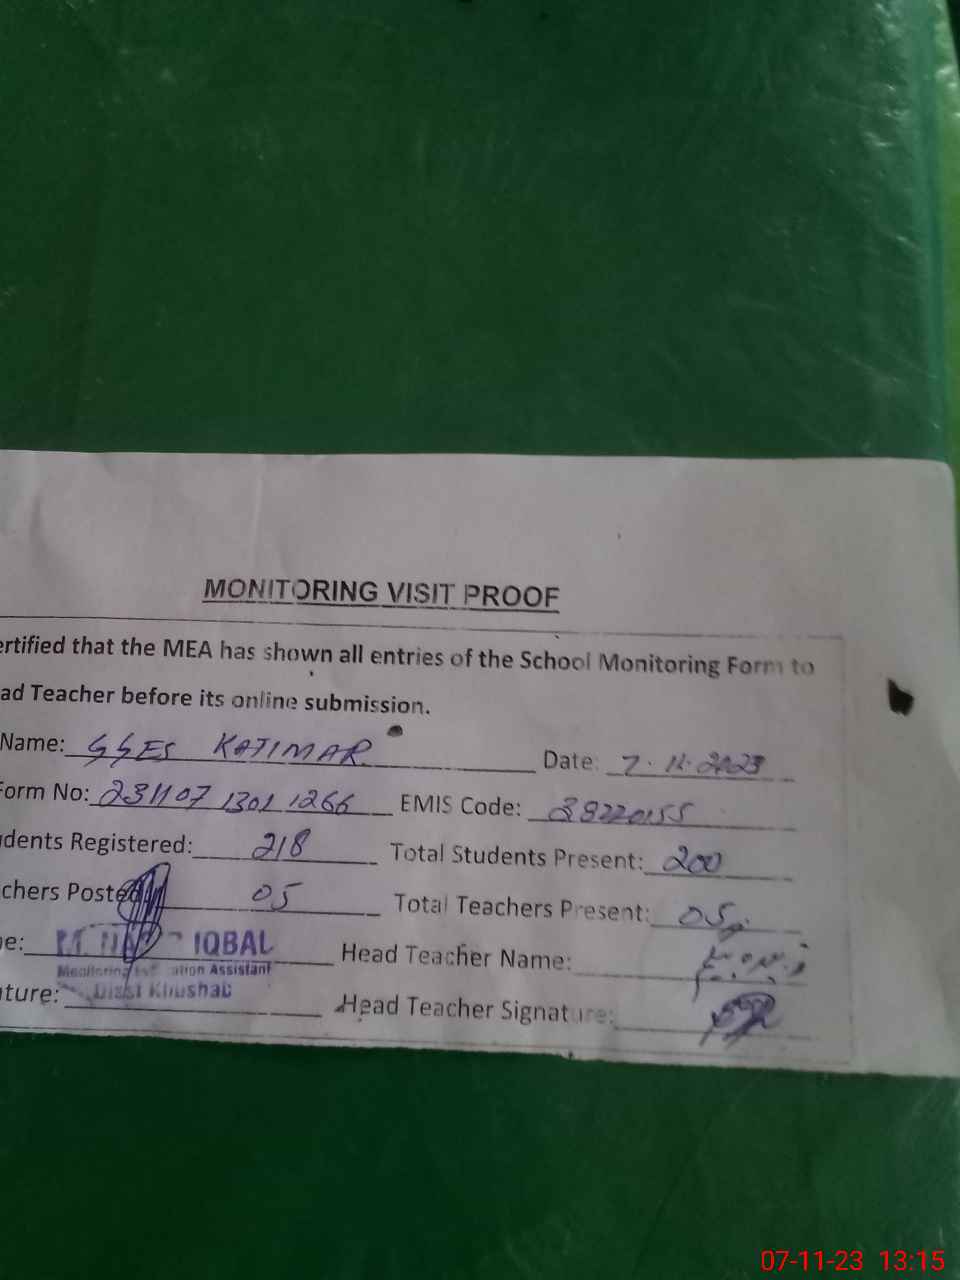 MONITORING VISIT PROOF
ertified that the MEA has shown all entries of the School Monitoring Form to
ad Teacher before its online submission.
Name: GGES KATIMAR Date: 7.11.2023
Form No: 231107 1301 1266 EMIS Code: 38220155
dents Registered: 218 Total Students Present: 200
chers Posted 05 Total Teachers Present: 05
e: IQBAL Head Teacher Name:
Monitoring Assistant
ture: Distt Khushab Head Teacher Signature:
07-11-23 13:15